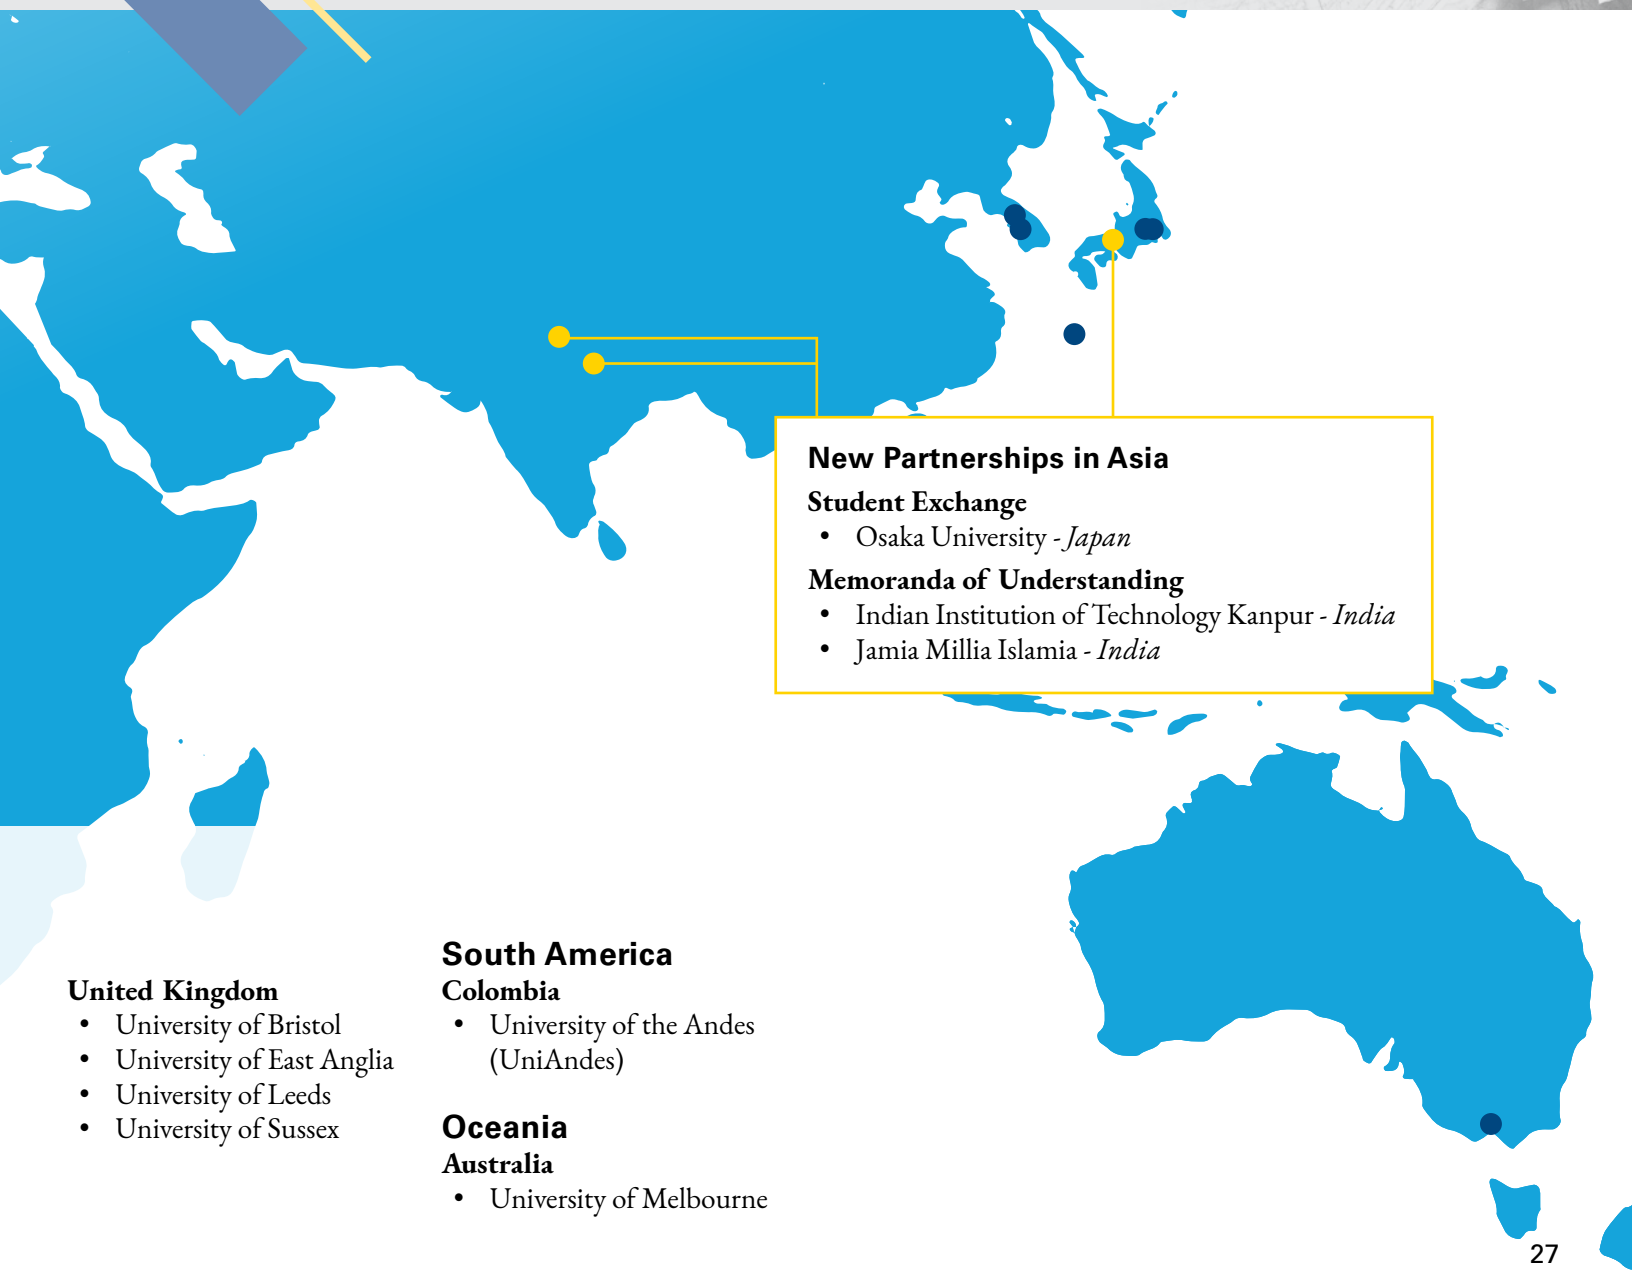 New Partnerships in Asia
Student Exchange
• Osaka University - Japan
Memoranda of Understanding
• Indian Institution of Technology Kanpur - India
• Jamia Millia Islamia - India
United Kingdom
• University of Bristol
• University of East Anglia
• University of Leeds
• University of Sussex
South America
Colombia
• University of the Andes
(UniAndes)
Oceania
Australia
• University of Melbourne
27